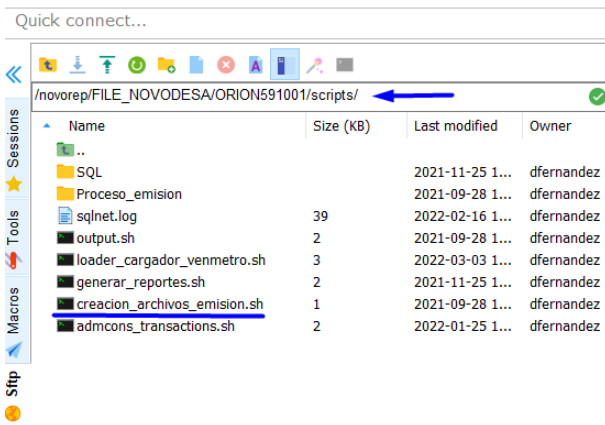 Quick connect...
/novorep/FILE_NOVODESA/ORION591001/scripts/
Name Size (KB) Last modified Owner
..
SQL 2021-11-25 1... dfernandez
Proceso_emision 2021-09-28 1... dfernandez
sqlnet.log 39 2022-02-16 1... dfernandez
output.sh 2 2021-09-28 1... dfernandez
loader_cargador_venmetro.sh 3 2022-03-03 1... dfernandez
generar_reportes.sh 2 2021-11-25 1... dfernandez
creacion_archivos_emision.sh 1 2021-09-28 1... dfernandez
admcons_transactions.sh 2 2022-01-25 1... dfernandez
Sessions
Tools
Macros
Sftp